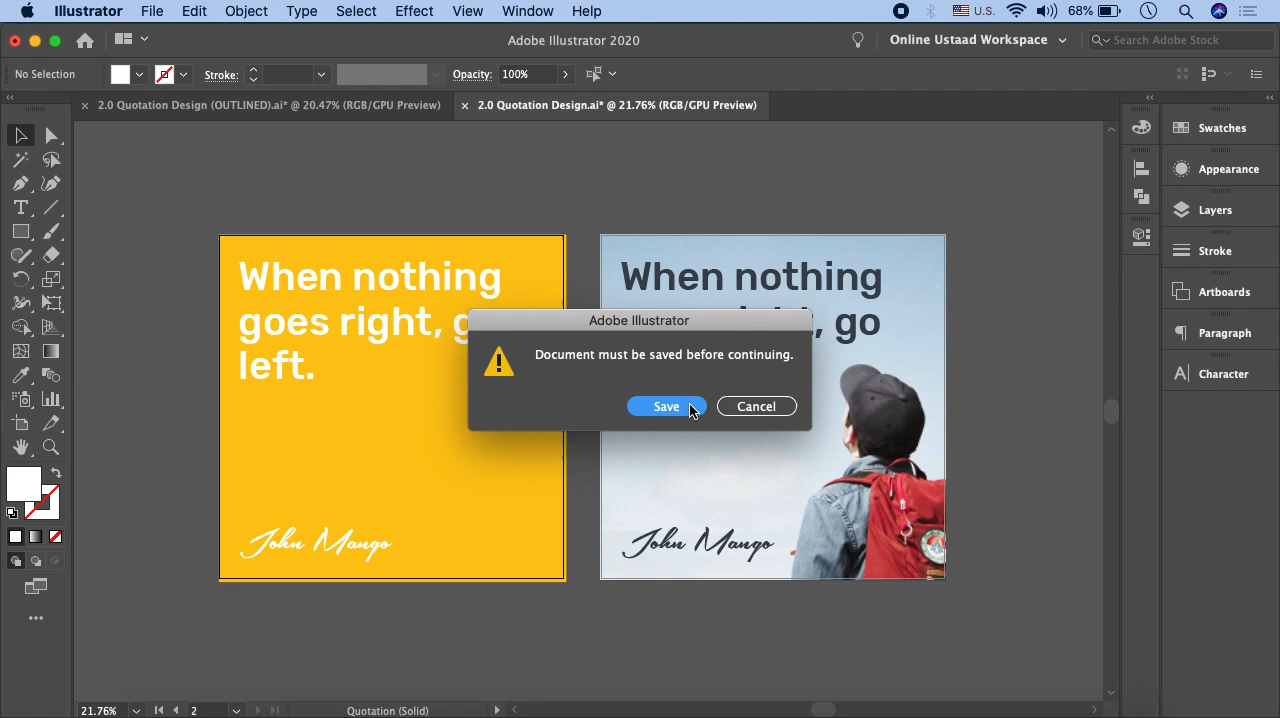 Illustrator File Edit Object Type Select Effect View Window Help U.S. 68%
Adobe Illustrator 2020 Online Ustaad Workspace Search Adobe Stock
No Selection Stroke: Opacity: 100%
2.0 Quotation Design (OUTLINED).ai* @ 20.47% (RGB/GPU Preview) 2.0 Quotation Design.ai* @ 21.76% (RGB/GPU Preview)
Swatches
Appearance
Layers
Stroke
Artboards
Paragraph
Character
When nothing
goes right, g
left.
John Mango
When nothing
, go
John Mango
Adobe Illustrator
Document must be saved before continuing.
Save Cancel
21.76% 2 Quotation (Solid)